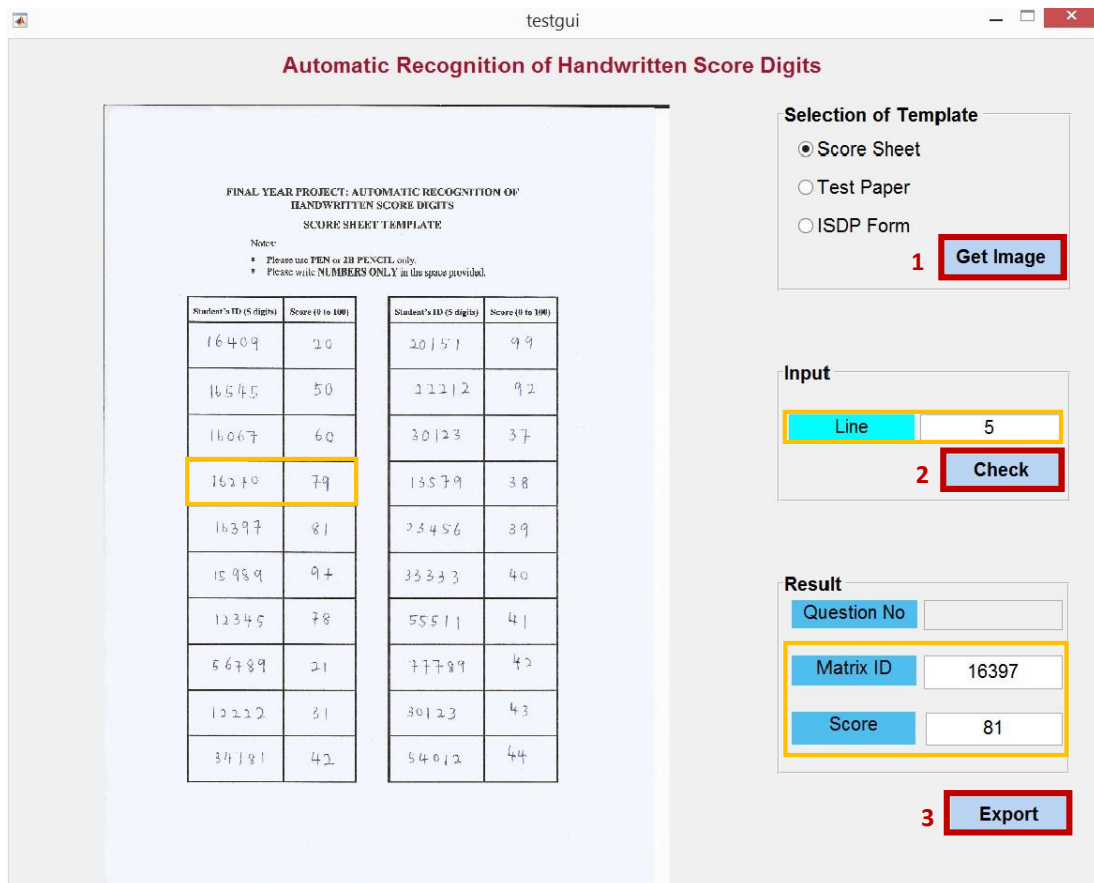 testgui
Automatic Recognition of Handwritten Score Digits
FINAL YEAR PROJECT: AUTOMATIC RECOGNITION OF
HANDWRITTEN SCORE DIGITS
SCORE SHEET TEMPLATE
Notes:
Please use PEN or 2B PENCIL only.
Please write NUMBERS ONLY in the space provided.
Student's ID (5 digits) Score (0 to 100)
16409 20
16545 50
16067 60
16270 79
16397 81
15989 97
12345 78
56789 21
12222 31
34781 42
Student's ID (5 digits) Score (0 to 100)
20151 99
22212 92
30123 37
13579 38
23456 39
33333 40
55511 41
77789 42
30123 43
54012 44
Selection of Template
Score Sheet
Test Paper
ISDP Form
1 Get Image
Input
Line 5
2 Check
Result
Question No
Matrix ID 16397
Score 81
3 Export